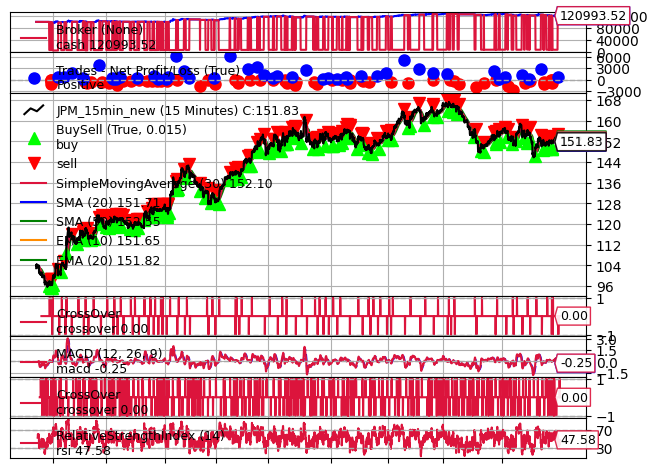 Broker (None)
cash 120993.52
120993.52
80000
40000
0
Trades - Net Profit/Loss (True)
Positive
6000
3000
0
−3000
JPM_15min_new (15 Minutes) C:151.83
BuySell (True, 0.015)
buy
sell
SimpleMovingAverage (30) 152.10
SMA (20) 151.71
EMA (10) 151.65
EMA (20) 151.82
168
160
151.83
144
136
128
120
112
104
96
CrossOver
crossover 0.00
1
0.00
−1
MACD (12, 26, 9)
macd -0.25
3.0
1.5
0.0
-0.25
−1.5
CrossOver
crossover 0.00
1
0.00
−1
RelativeStrengthIndex (14)
rsi 47.58
70
47.58
30